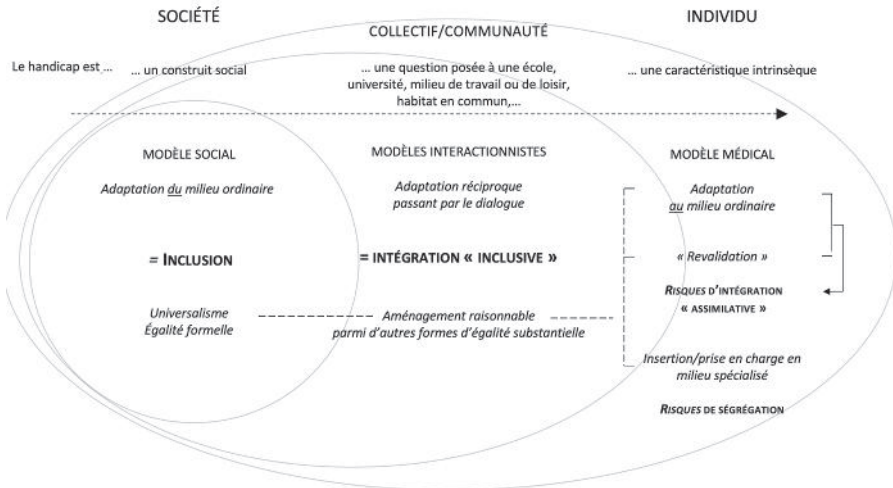 SOCIÉTÉ
COLLECTIF/COMMUNAUTÉ
INDIVIDU
Le handicap est ...
... un construit social
... une question posée à une école,
université, milieu de travail ou de loisir,
habitat en commun,...
... une caractéristique intrinsèque
MODÈLE SOCIAL
Adaptation du milieu ordinaire
= INCLUSION
Universalisme
Égalité formelle
MODÈLES INTERACTIONNISTES
Adaptation réciproque
passant par le dialogue
= INTÉGRATION « INCLUSIVE »
Aménagement raisonnable
parmi d'autres formes d'égalité substantielle
MODÈLE MÉDICAL
Adaptation
au milieu ordinaire
« Revalidation »
RISQUES D'INTÉGRATION
« ASSIMILATIVE »
Insertion/prise en charge en
milieu spécialisé
RISQUES DE SÉGRÉGATION